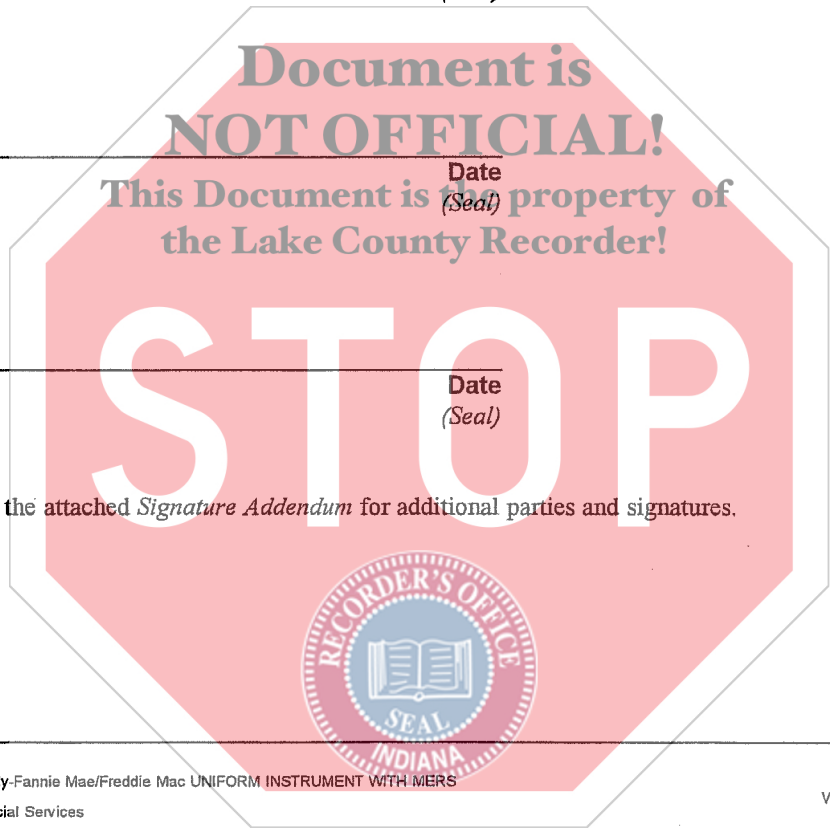 Document is
NOT OFFICIAL!
Date
This Document is the property of
(Seal)
the Lake County Recorder!
STOP
Date
(Seal)
the attached Signature Addendum for additional parties and signatures.
RECORDER'S OFFICE
SEAL
INDIANA
y-Fannie Mae/Freddie Mac UNIFORM INSTRUMENT WITH MERS
cial Services
V